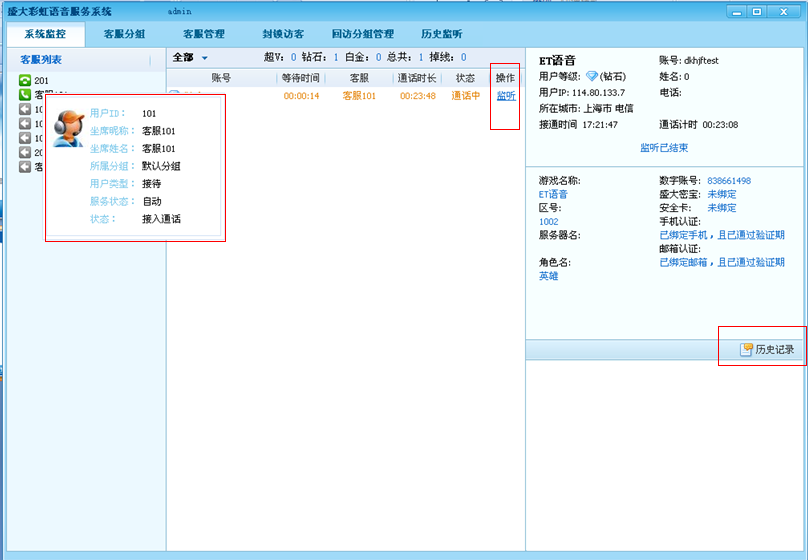 盛大彩虹语音服务系统 admin
系统监控 客服分组 客服管理 封锁访客 回访分组管理 历史监听
客服列表
201
用户ID： 101
坐席昵称： 客服101
坐席姓名： 客服101
所属分组： 默认分组
用户类型： 接待
服务状态： 自动
状态： 接入通话
全部 超V: 0 钻石: 1 白金: 0 总共: 1 掉线: 0
账号 等待时间 客服 通话时长 状态 操作
00:00:14 客服101 00:23:48 通话中 监听
ET语音 账号: dkhjftest
用户等级: (钻石) 姓名: 0
用户IP: 114.80.133.7 电话:
所在城市: 上海市 电信
接通时间 17:21:47 通话计时 00:23:08
监听已结束
游戏名称: 数字账号: 838661498
ET语音 盛大密宝: 未绑定
区号: 安全卡: 未绑定
1002 手机认证:
服务器名: 已绑定手机，且已通过验证期
邮箱认证:
角色名: 已绑定邮箱，且已通过验证期
英雄
历史记录